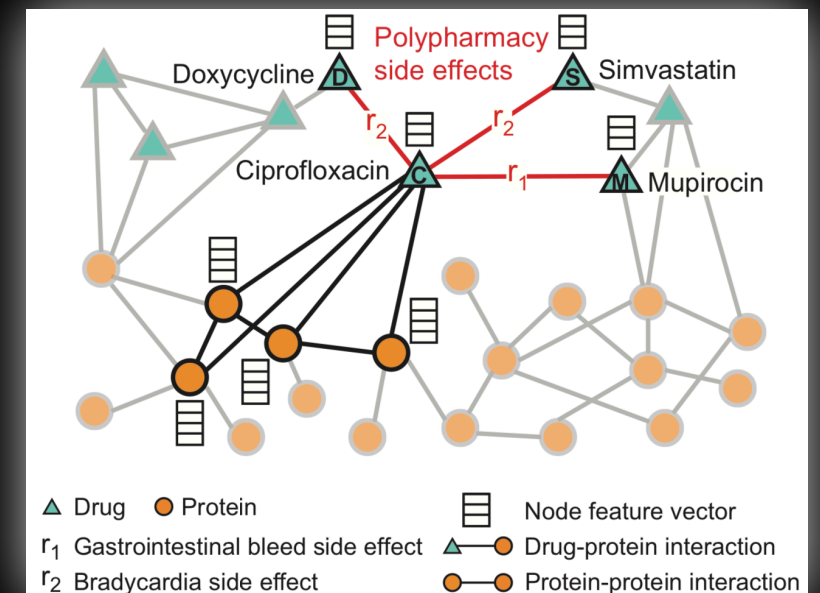 Polypharmacy
side effects
Doxycycline
D
S
Simvastatin
r2
r2
Ciprofloxacin
C
r1
M
Mupirocin
Drug
Protein
Node feature vector
r1 Gastrointestinal bleed side effect
Drug-protein interaction
r2 Bradycardia side effect
Protein-protein interaction